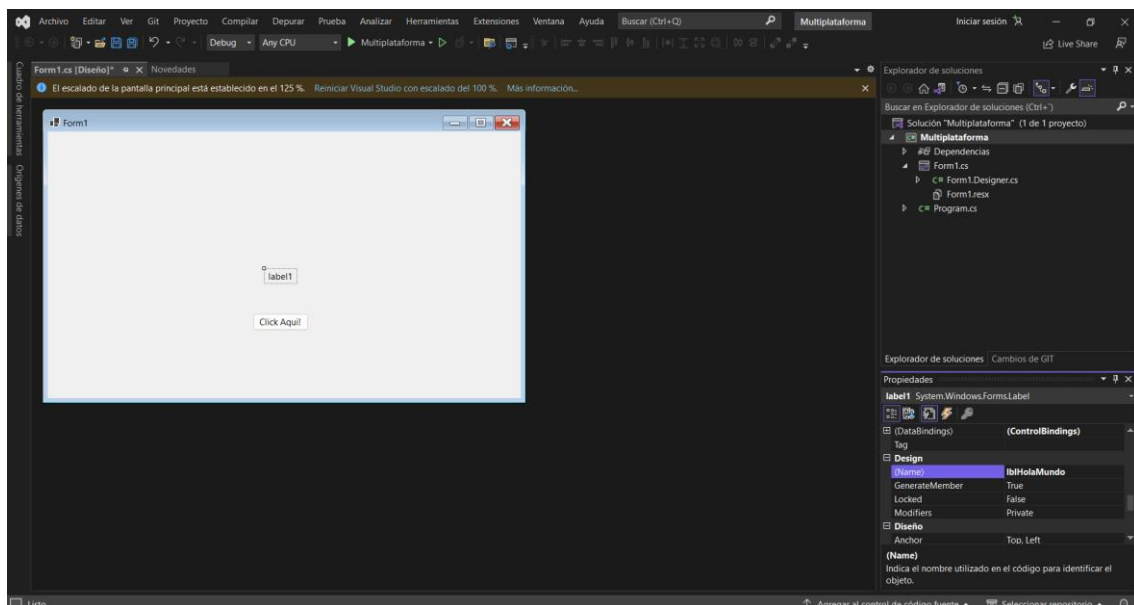 Archivo Editar Ver Git Proyecto Compilar Depurar Prueba Analizar Herramientas Extensiones Ventana Ayuda Buscar (Ctrl+Q) Multiplataforma Iniciar sesión
Debug Any CPU Multiplataforma Live Share
Form1.cs [Diseño]* Novedades
El escalado de la pantalla principal está establecido en el 125 %. Reiniciar Visual Studio con escalado del 100 %. Más información...
Cuadro de herramientas
Orígenes de datos
Form1
label1
Click Aqui!
Explorador de soluciones
Buscar en Explorador de soluciones (Ctrl+¨)
Solución "Multiplataforma" (1 de 1 proyecto)
Multiplataforma
Dependencias
Form1.cs
C# Form1.Designer.cs
Form1.resx
C# Program.cs
Explorador de soluciones Cambios de GIT
Propiedades
label1 System.Windows.Forms.Label
(DataBindings) (ControlBindings)
Tag
Design
(Name) lblHolaMundo
GenerateMember True
Locked False
Modifiers Private
Diseño
Anchor Top, Left
(Name)
Indica el nombre utilizado en el código para identificar el
objeto.
Listo Agregar al control de código fuente Seleccionar repositorio